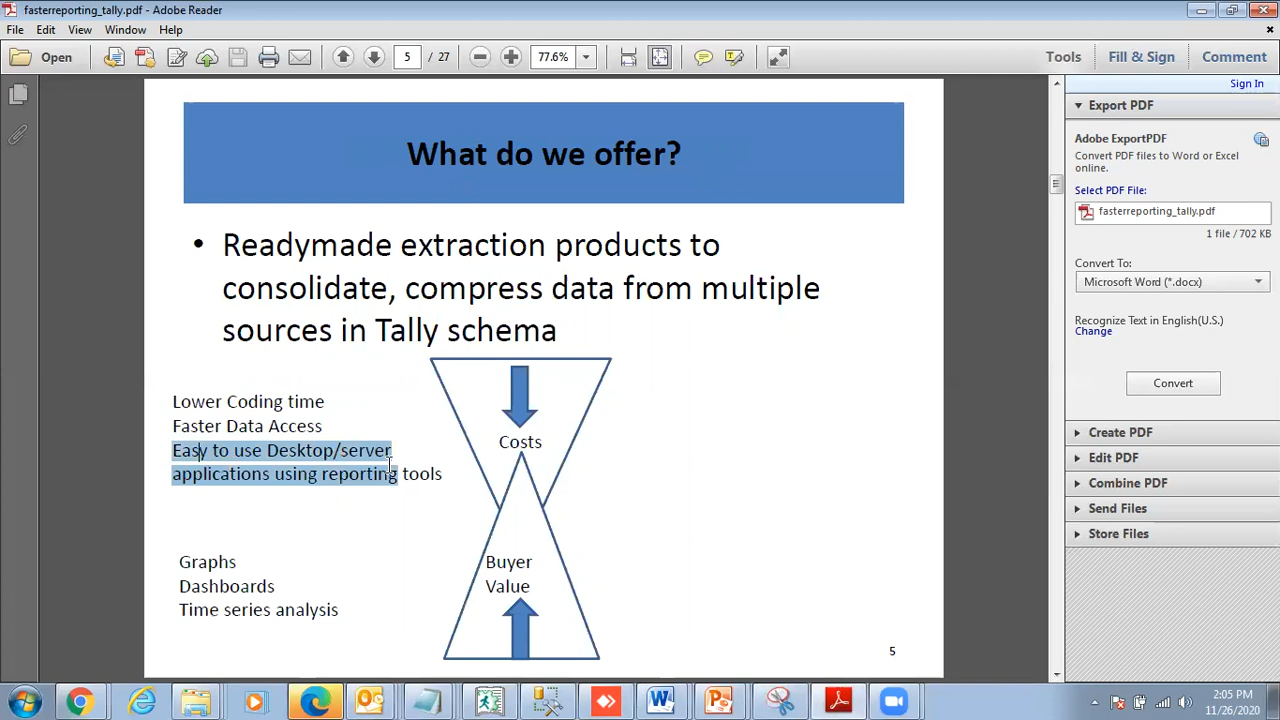 fasterreporting_tally.pdf - Adobe Reader
File Edit View Window Help
Open 5 / 27 77.6% Tools Fill & Sign Comment
Sign In
Export PDF
Adobe ExportPDF
Convert PDF files to Word or Excel
online.
Select PDF File:
fasterreporting_tally.pdf
1 file / 702 KB
Convert To:
Microsoft Word (*.docx)
Recognize Text in English(U.S.)
Change
Convert
Create PDF
Edit PDF
Combine PDF
Send Files
Store Files
What do we offer?
• Readymade extraction products to
consolidate, compress data from multiple
sources in Tally schema
Lower Coding time
Faster Data Access
Easy to use Desktop/server
applications using reporting tools
Costs
Graphs
Dashboards
Time series analysis
Buyer
Value
5
2:05 PM
11/26/2020